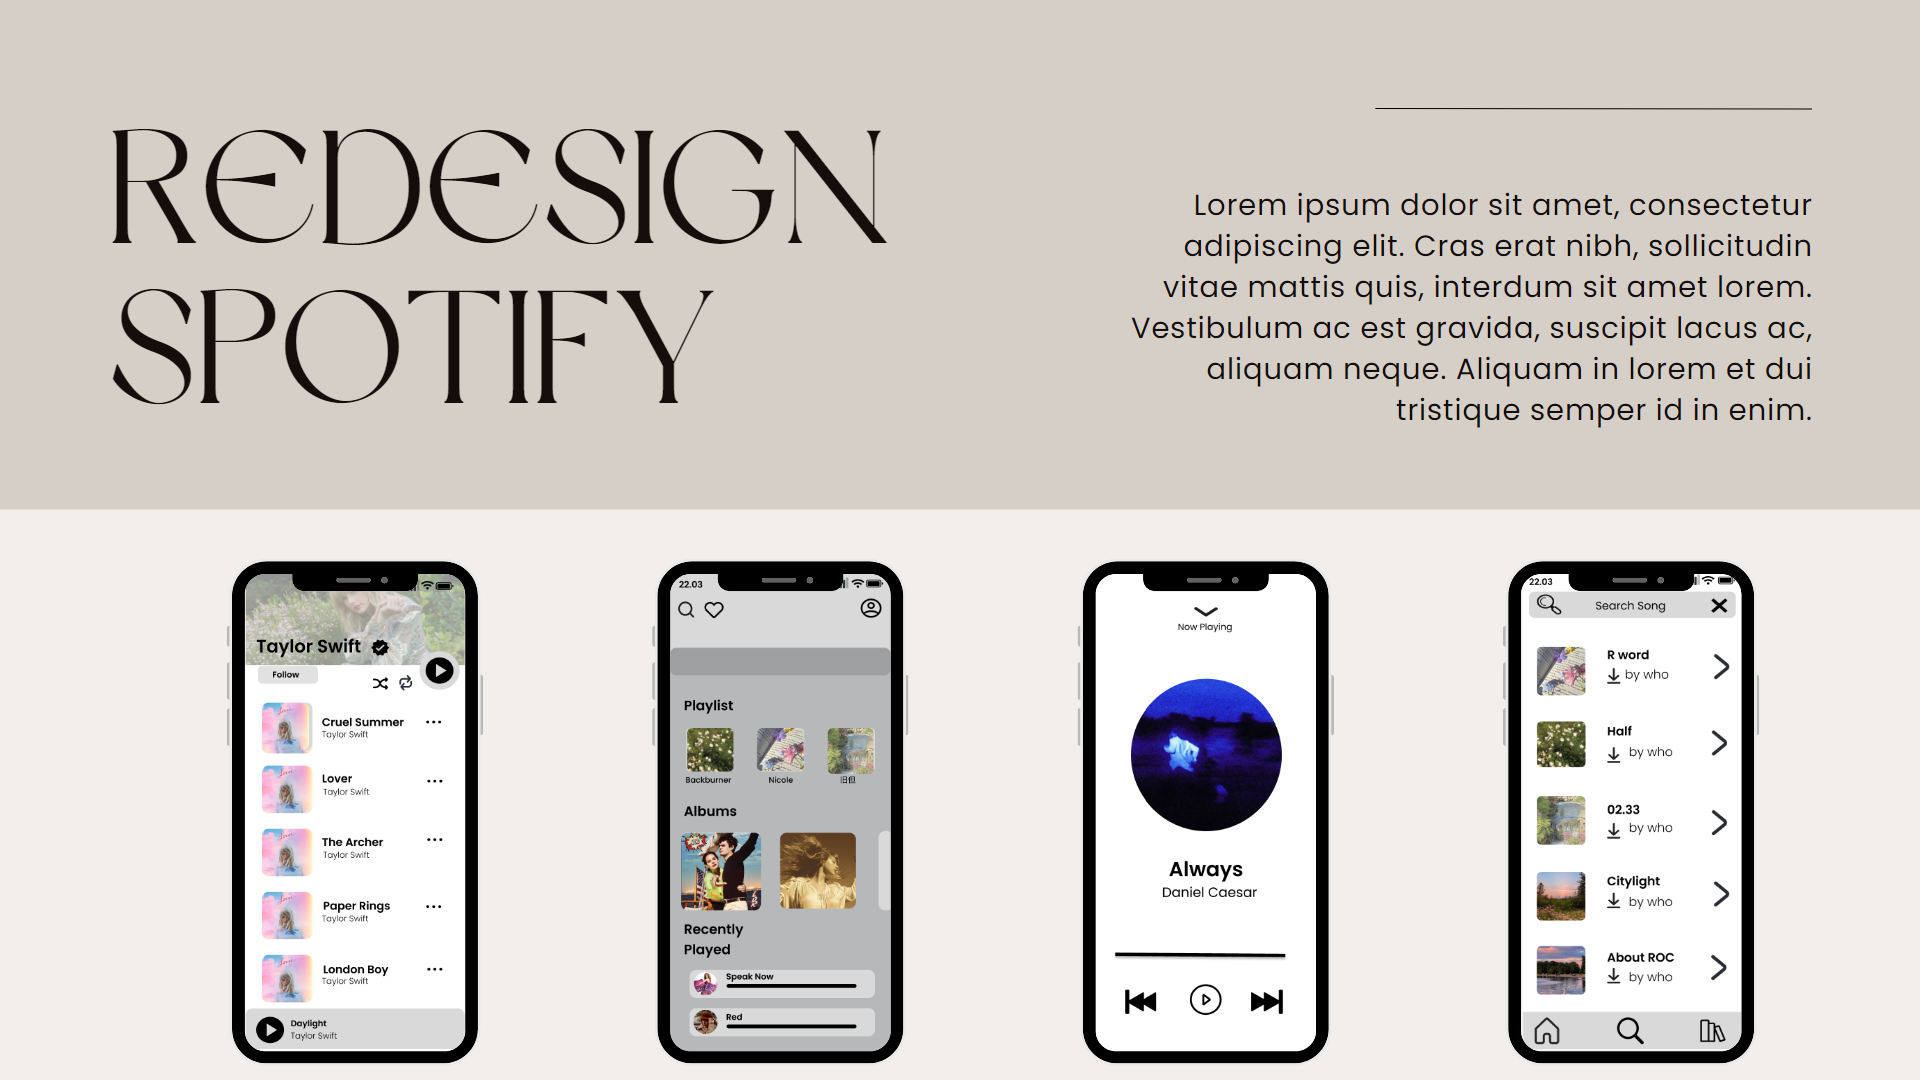 REDESIGN
SPOTIFY
Lorem ipsum dolor sit amet, consectetur
adipiscing elit. Cras erat nibh, sollicitudin
vitae mattis quis, interdum sit amet lorem.
Vestibulum ac est gravida, suscipit lacus ac,
aliquam neque. Aliquam in lorem et dui
tristique semper id in enim.
Taylor Swift
Follow
Cruel Summer
Taylor Swift
Lover
Taylor Swift
The Archer
Taylor Swift
Paper Rings
Taylor Swift
London Boy
Taylor Swift
Daylight
Taylor Swift
22.03
Playlist
Backburner
Nicole
Albums
Recently
Played
Speak Now
Red
Now Playing
Always
Daniel Caesar
22.03
Search Song
R word
by who
Half
by who
02.33
by who
Citylight
by who
About ROC
by who